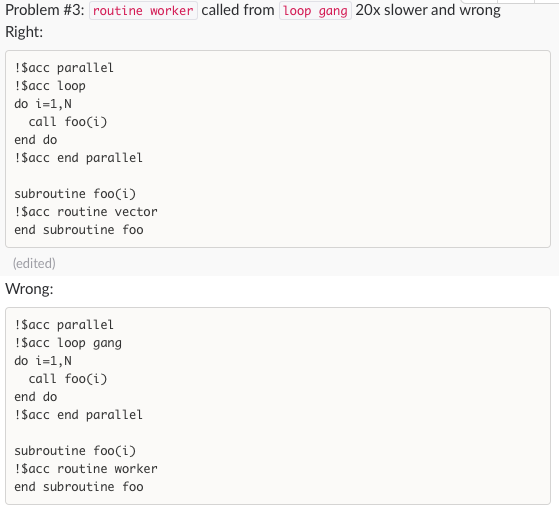 Problem #3: routine worker called from loop gang 20x slower and wrong
Right:
!$acc parallel
!$acc loop
do i=1,N
  call foo(i)
end do
!$acc end parallel

subroutine foo(i)
!$acc routine vector
end subroutine foo
(edited)
Wrong:
!$acc parallel
!$acc loop gang
do i=1,N
  call foo(i)
end do
!$acc end parallel

subroutine foo(i)
!$acc routine worker
end subroutine foo